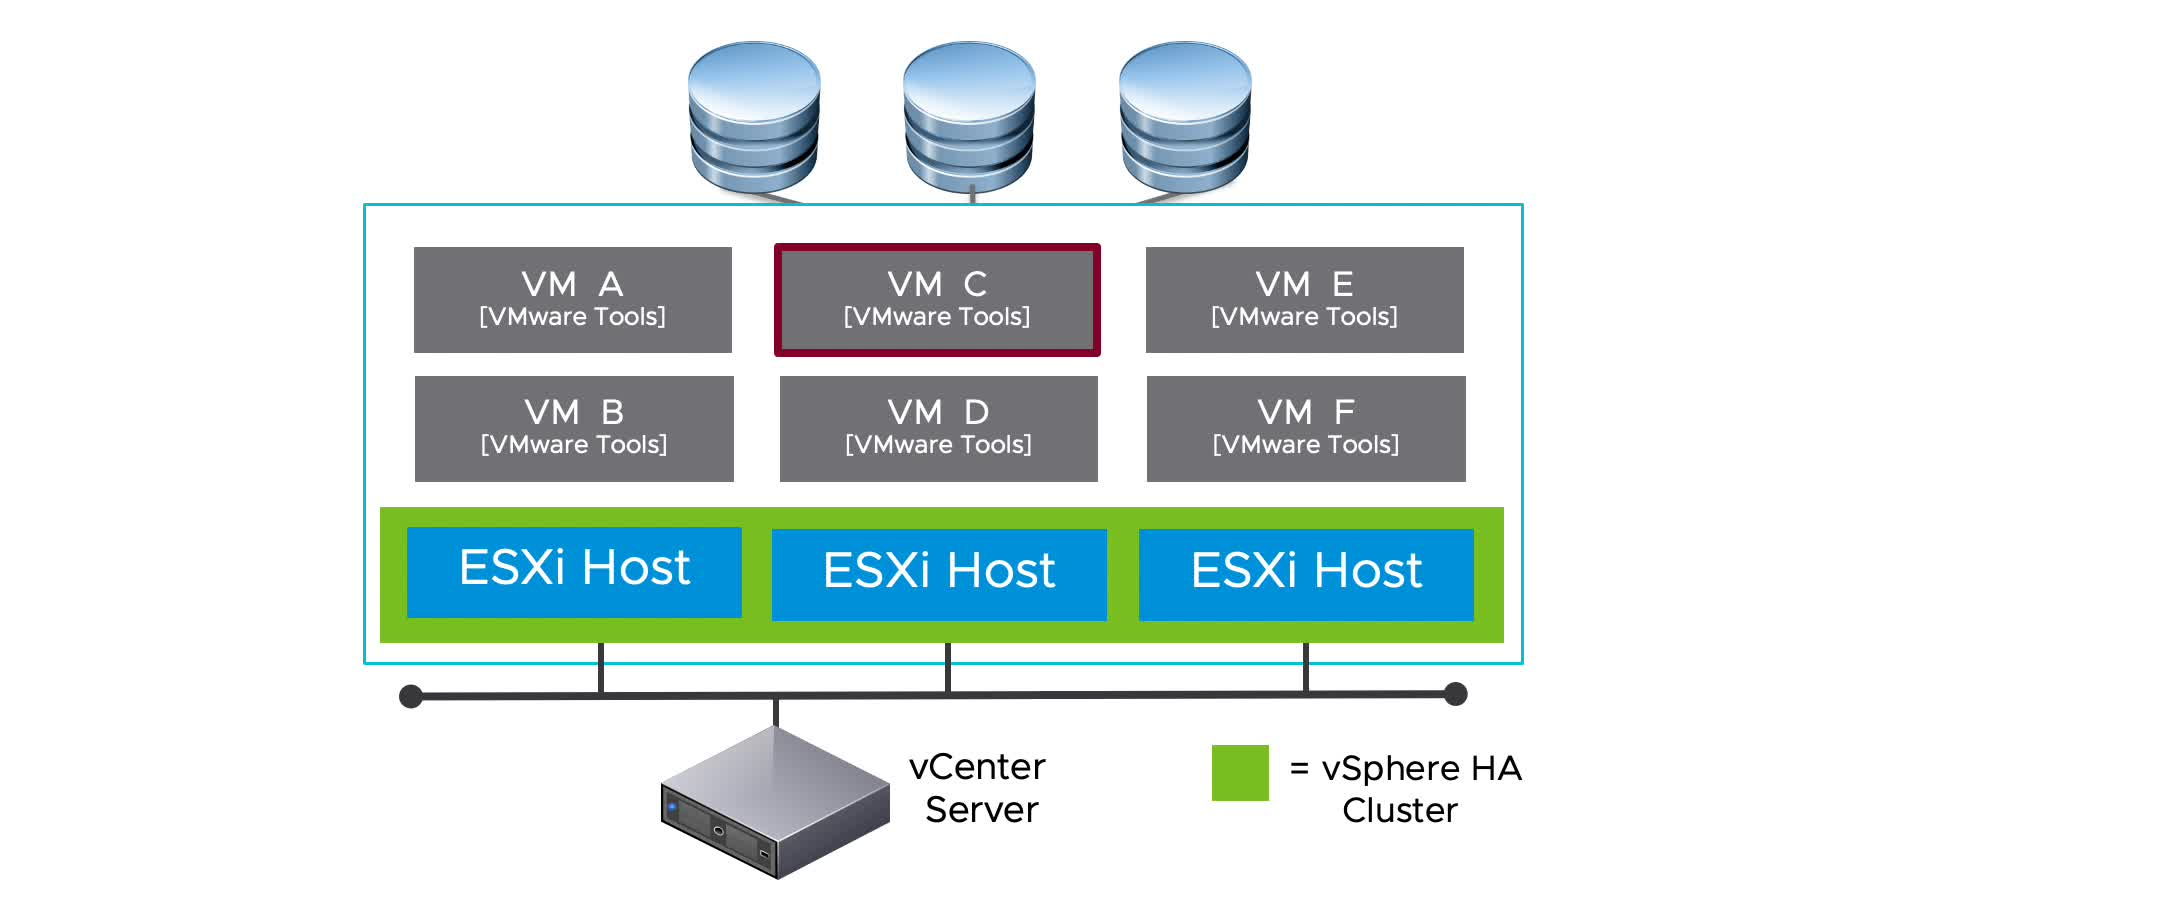 VM A
[VMware Tools]
VM C
[VMware Tools]
VM E
[VMware Tools]
VM B
[VMware Tools]
VM D
[VMware Tools]
VM F
[VMware Tools]
ESXi Host
ESXi Host
ESXi Host
vCenter
Server
= vSphere HA
Cluster